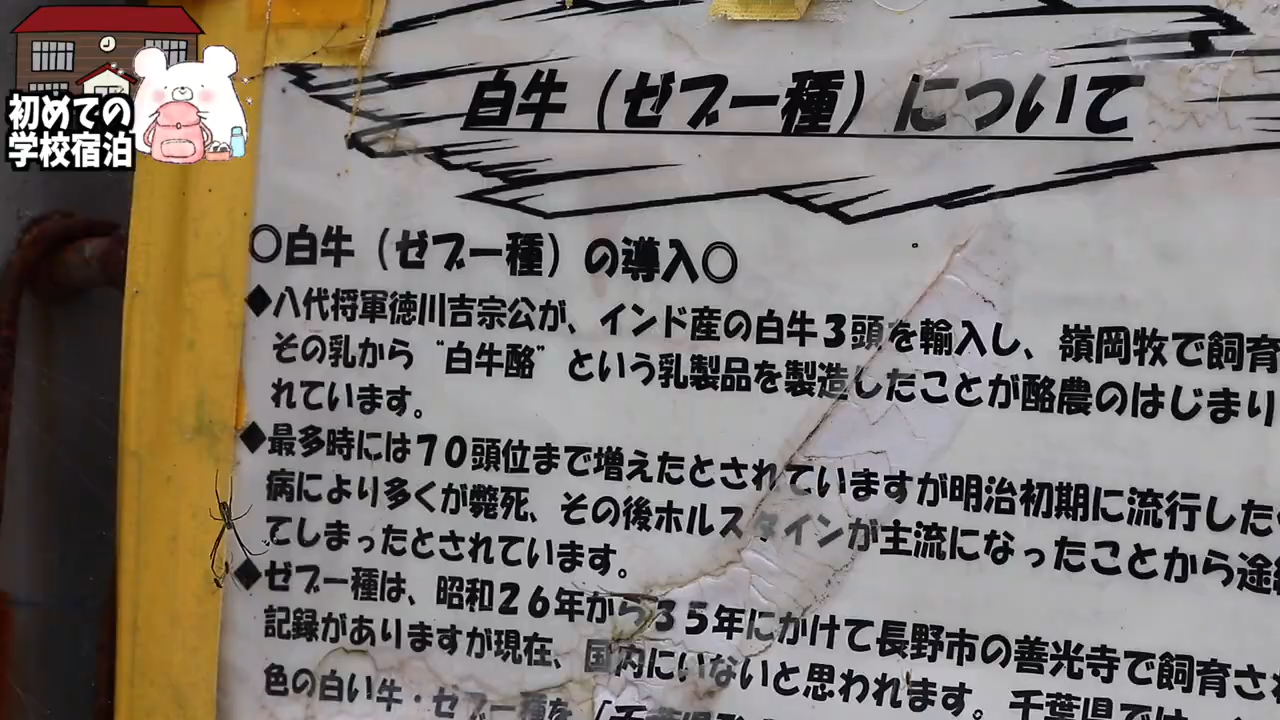 初めての
学校宿泊
白牛（ゼブー種）について
○白牛（ゼブー種）の導入○
◆八代将軍徳川吉宗公が、インド産の白牛３頭を輸入し、嶺岡牧で飼育
その乳から“白牛酪”という乳製品を製造したことが酪農のはじまり
れています。
◆最多時には７０頭位まで増えたとされていますが明治初期に流行した
病により多くが斃死、その後ホルスタインが主流になったことから途
てしまったとされています。
◆ゼブー種は、昭和２６年から３５年にかけて長野市の善光寺で飼育さ
記録がありますが現在、国内にいないと思われます。千葉県では
色の白い牛・ゼブー種を「千葉県